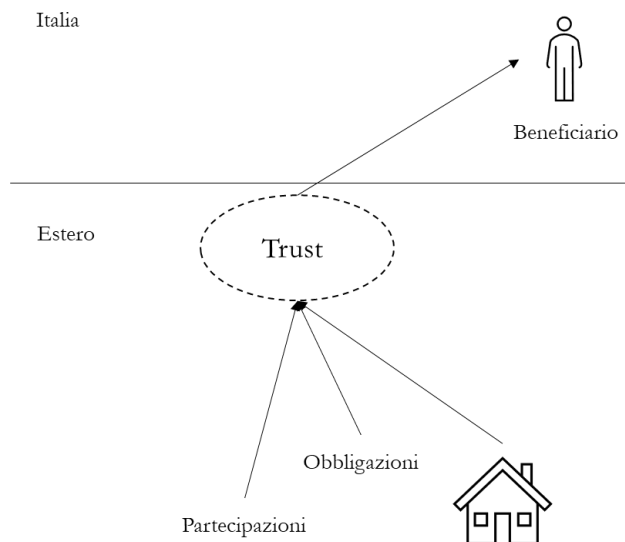 Italia
Beneficiario
Estero
Trust
Obbligazioni
Partecipazioni